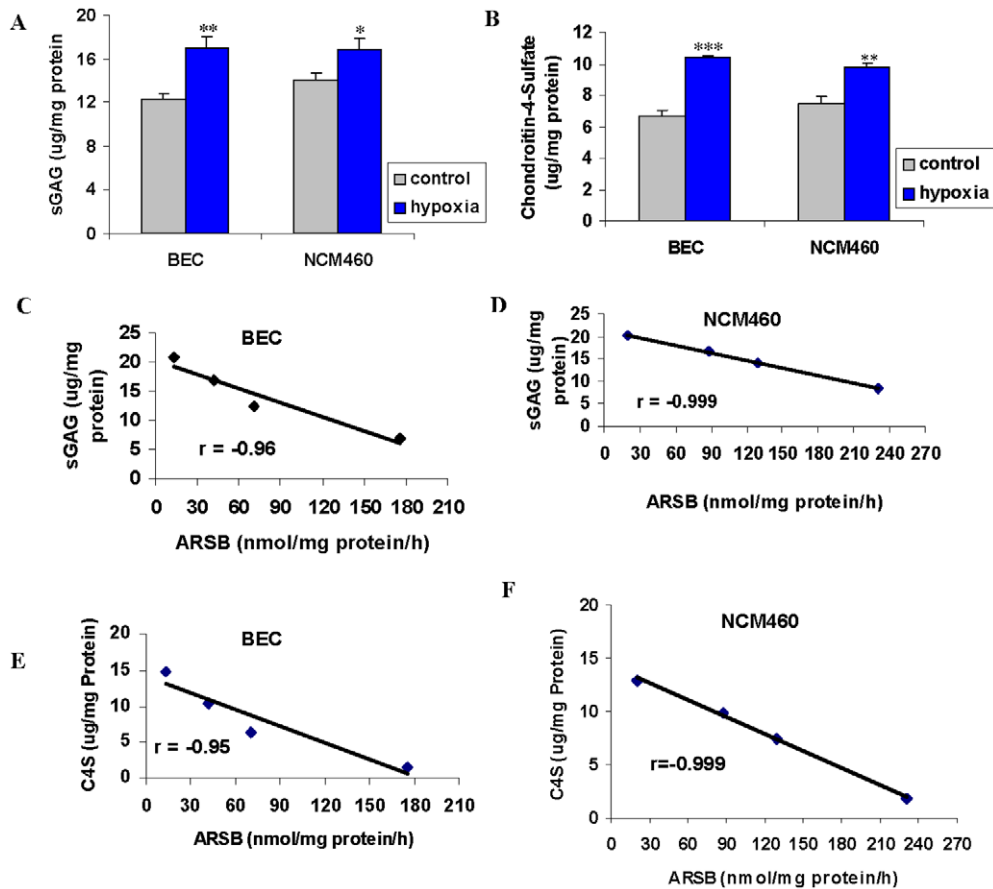 A
sGAG (ug/mg protein
20
16
12
8
4
0
**
*
BEC
NCM460
control
hypoxia
B
Chondroitin-4-Sulfate
(ug/mg protein)
12
10
8
6
4
2
0
***
**
BEC
NCM460
control
hypoxia
C
BEC
sGAG (ug/mg
protein)
25
20
15
10
5
0
r = -0.96
0 30 60 90 120 150 180 210
ARSB (nmol/mg protein/h)
D
NCM460
sGAG (ug/mg
protein)
25
20
15
10
5
0
r = -0.999
0 30 60 90 120 150 180 210 240 270
ARSB (nmol/mg protein/h)
E
BEC
C4S (ug/mg Protein)
20
15
10
5
0
r = -0.95
0 30 60 90 120 150 180 210
ARSB (nmol/mg protein/h)
F
NCM460
C4S (ug/mg Protein)
20
15
10
5
0
r=-0.999
0 30 60 90 120 150 180 210 240 270
ARSB (nmol/mg protein/h)